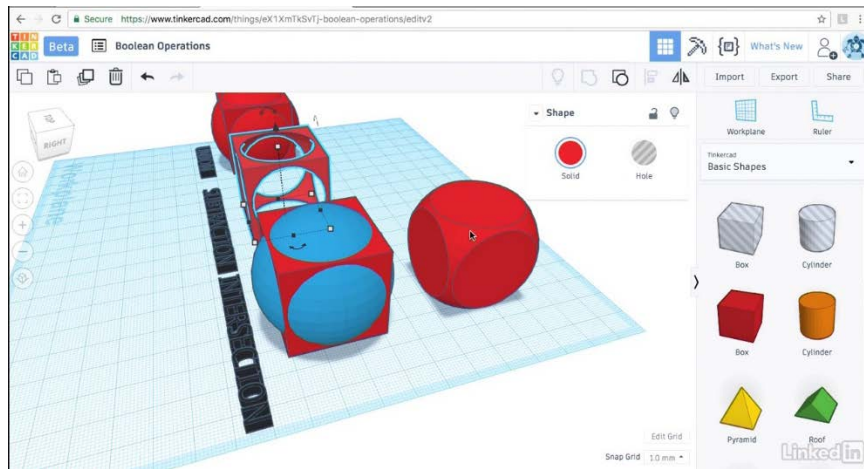 Secure https://www.tinkercad.com/things/eX1XmTkSvTj-boolean-operations/editv2
TIN
KER
CAD
Beta
Boolean Operations
What's New
Import
Export
Share
RIGHT
Shape
Solid
Hole
Workplane
Ruler
Tinkercad
Basic Shapes
Box
Cylinder
Box
Cylinder
Pyramid
Roof
UNION
SUBTRACTION
INTERSECTION
Workplane
Edit Grid
Snap Grid 1.0 mm
Linked in